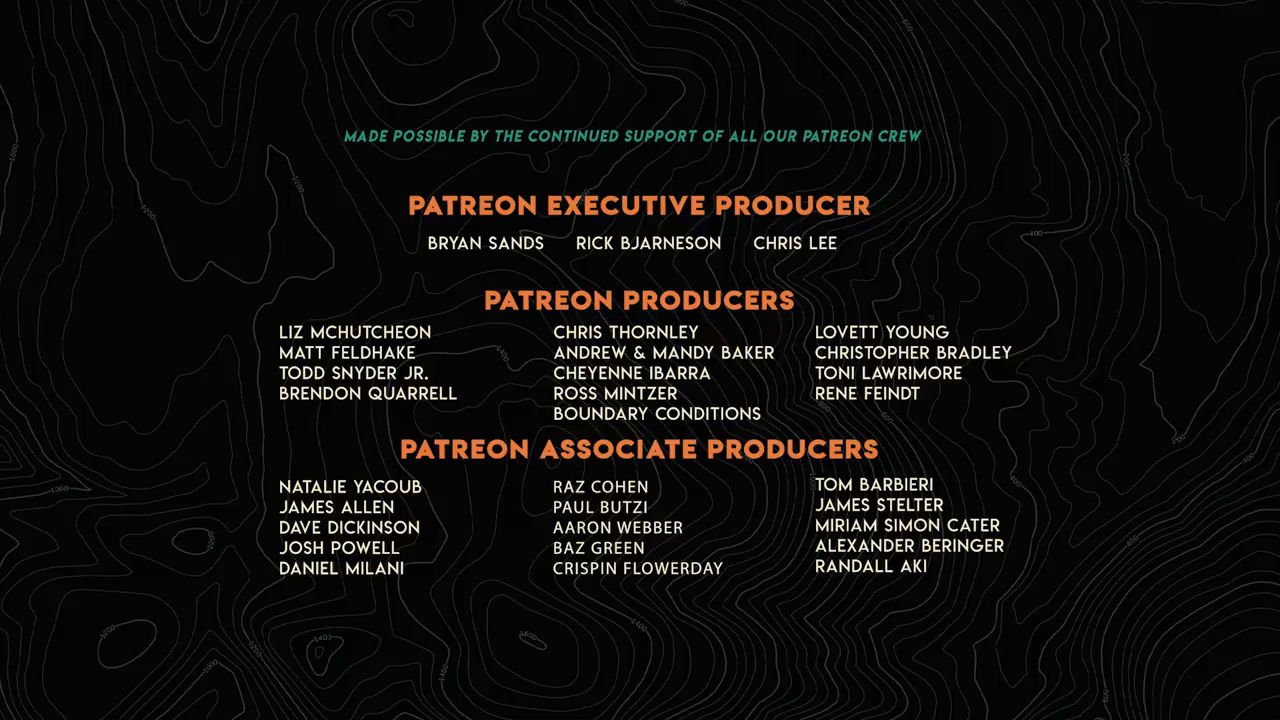 MADE POSSIBLE BY THE CONTINUED SUPPORT OF ALL OUR PATREON CREW
PATREON EXECUTIVE PRODUCER
BRYAN SANDS RICK BJARNESON CHRIS LEE
PATREON PRODUCERS
LIZ MCHUTCHEON
MATT FELDHAKE
TODD SNYDER JR.
BRENDON QUARRELL
CHRIS THORNLEY
ANDREW & MANDY BAKER
CHEYENNE IBARRA
ROSS MINTZER
BOUNDARY CONDITIONS
LOVETT YOUNG
CHRISTOPHER BRADLEY
TONI LAWRIMORE
RENE FEINDT
PATREON ASSOCIATE PRODUCERS
NATALIE YACOUB
JAMES ALLEN
DAVE DICKINSON
JOSH POWELL
DANIEL MILANI
RAZ COHEN
PAUL BUTZI
AARON WEBBER
BAZ GREEN
CRISPIN FLOWERDAY
TOM BARBIERI
JAMES STELTER
MIRIAM SIMON CATER
ALEXANDER BERINGER
RANDALL AKI